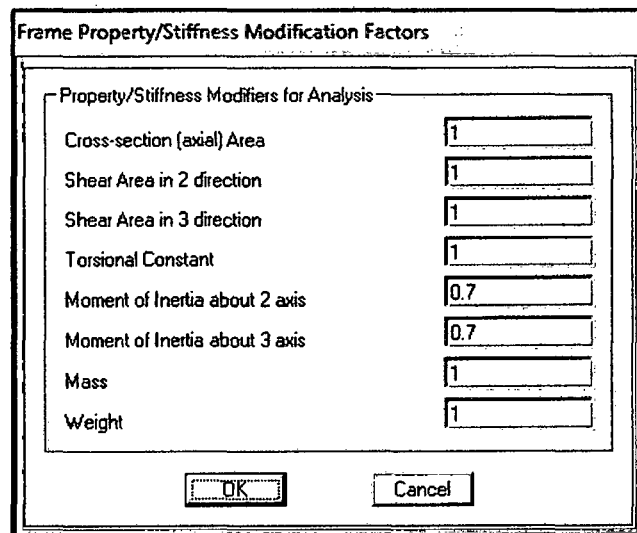 Frame Property/Stiffness Modification Factors
Property/Stiffness Modifiers for Analysis
Cross-section (axial) Area 1
Shear Area in 2 direction 1
Shear Area in 3 direction 1
Torsional Constant 1
Moment of Inertia about 2 axis 0.7
Moment of Inertia about 3 axis 0.7
Mass 1
Weight 1
OK Cancel